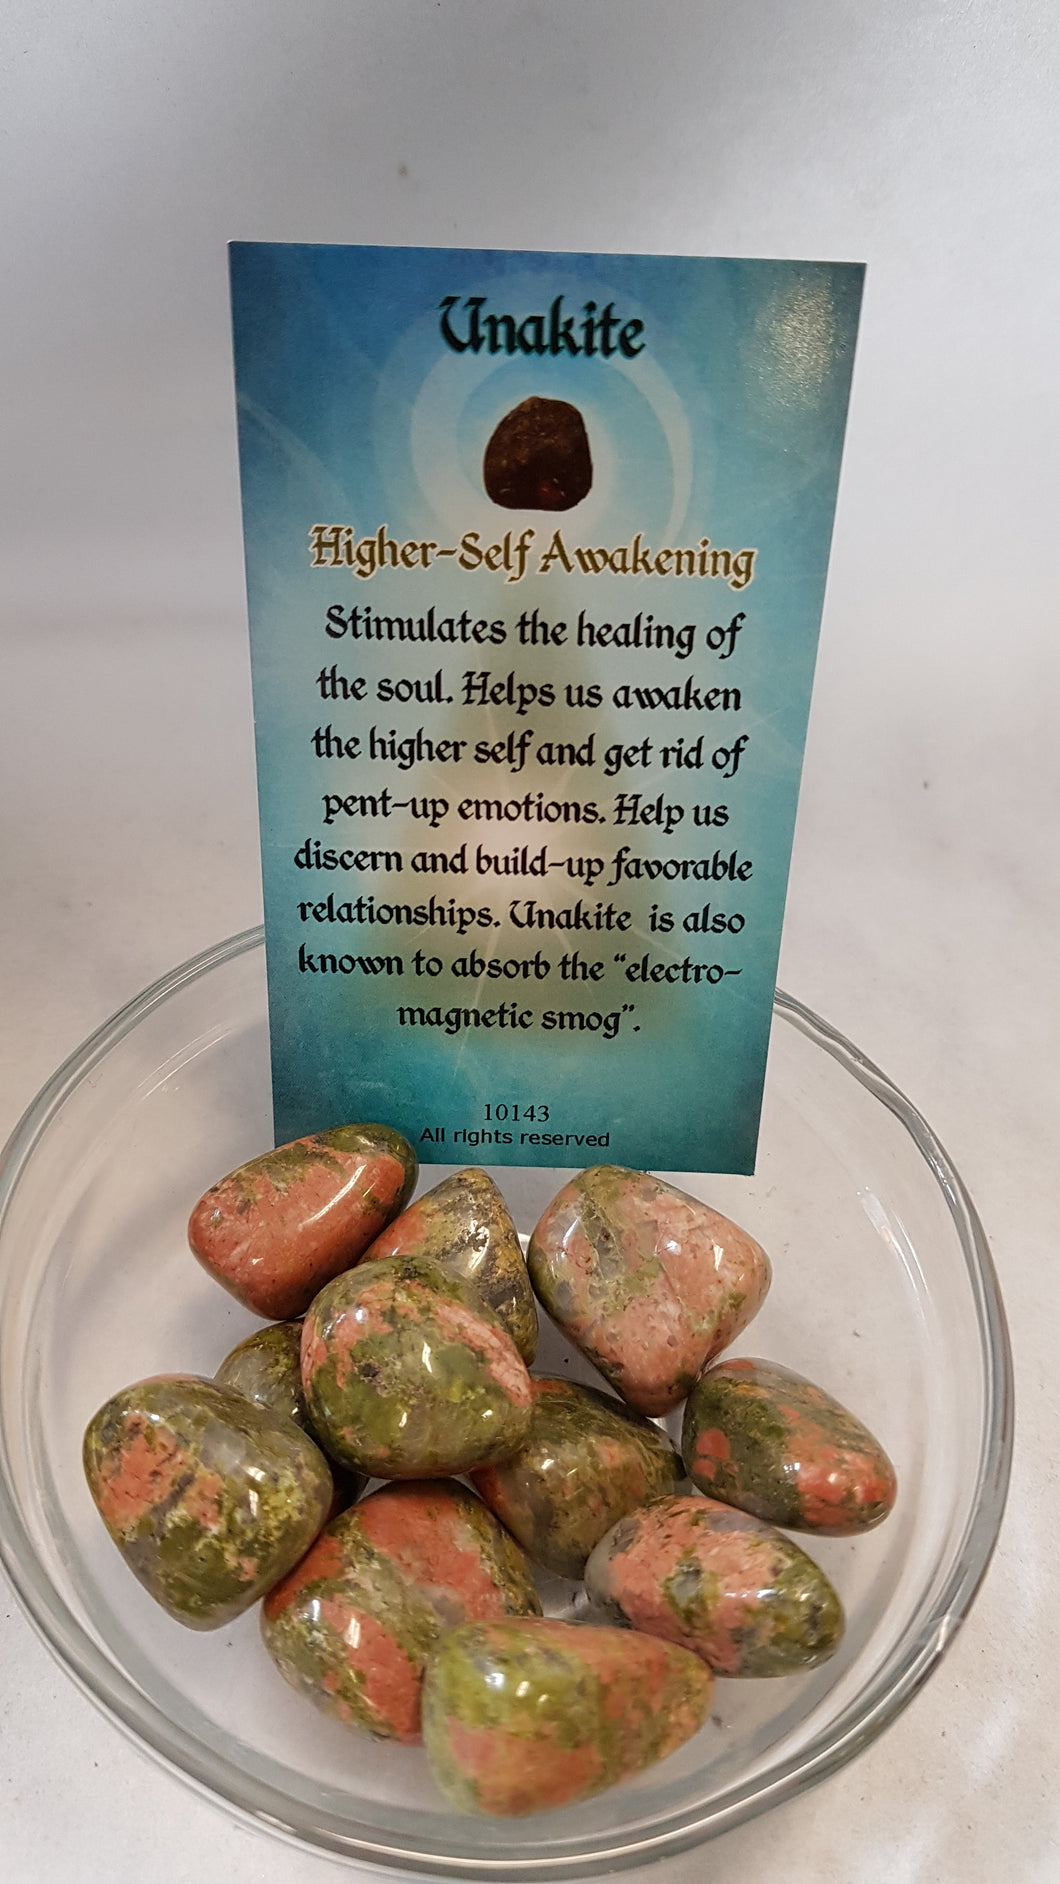 Unakite
Higher-Self Awakening
Stimulates the healing of
the soul. Helps us awaken
the higher self and get rid of
pent-up emotions. Help us
discern and build-up favorable
relationships. Unakite is also
known to absorb the “electro-
magnetic smog”.
10143
All rights reserved